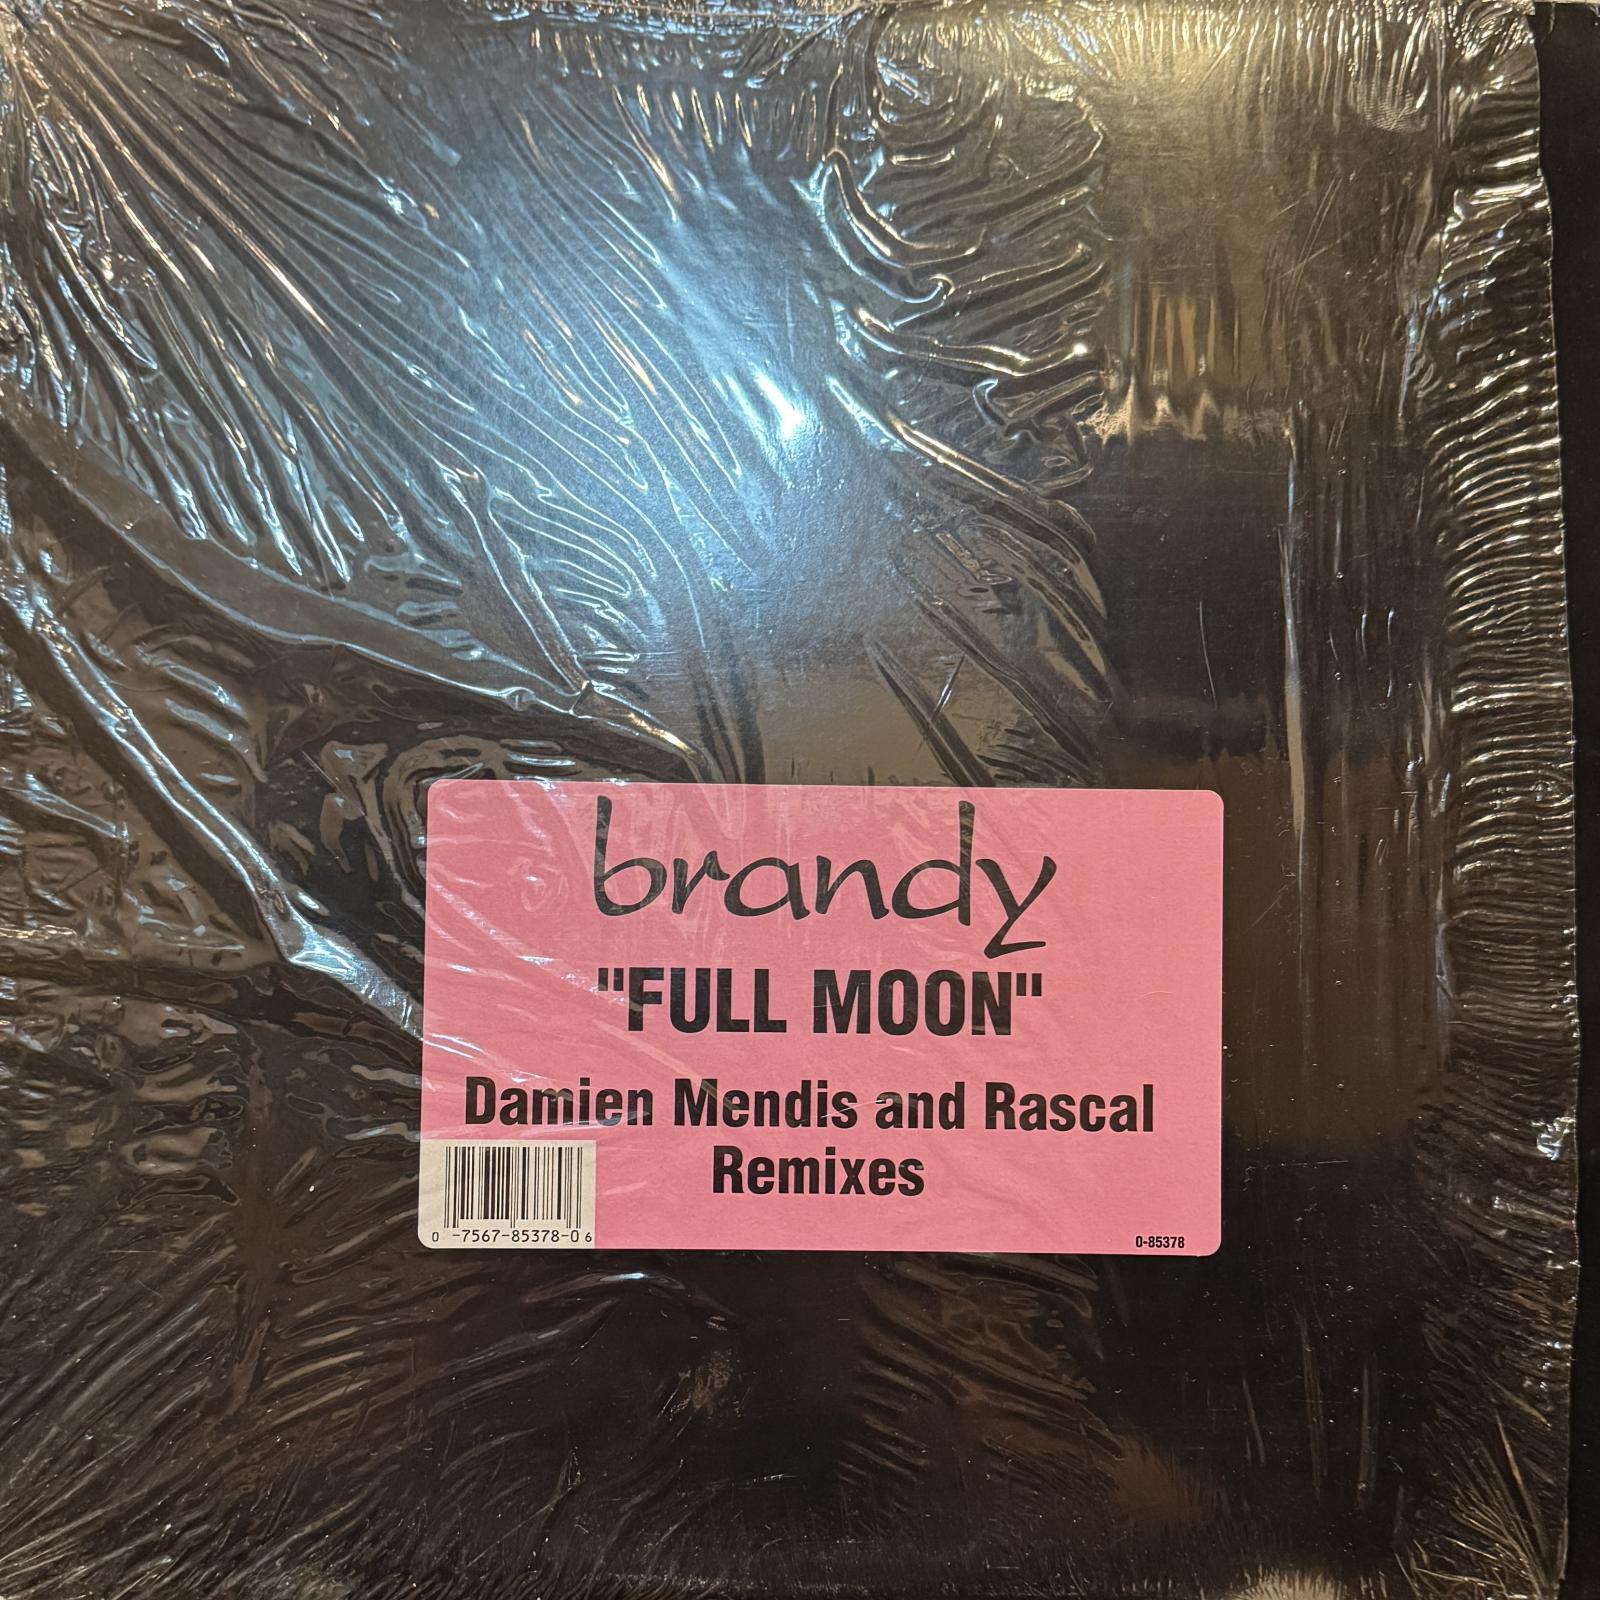 brandy
"FULL MOON"
Damien Mendis and Rascal
Remixes
0 -7567-85378-0 6
0-85378